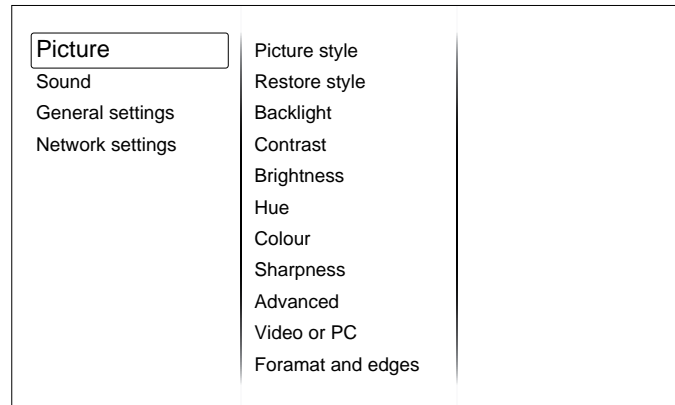 Picture
Sound
General settings
Network settings
Picture style
Restore style
Backlight
Contrast
Brightness
Hue
Colour
Sharpness
Advanced
Video or PC
Foramat and edges